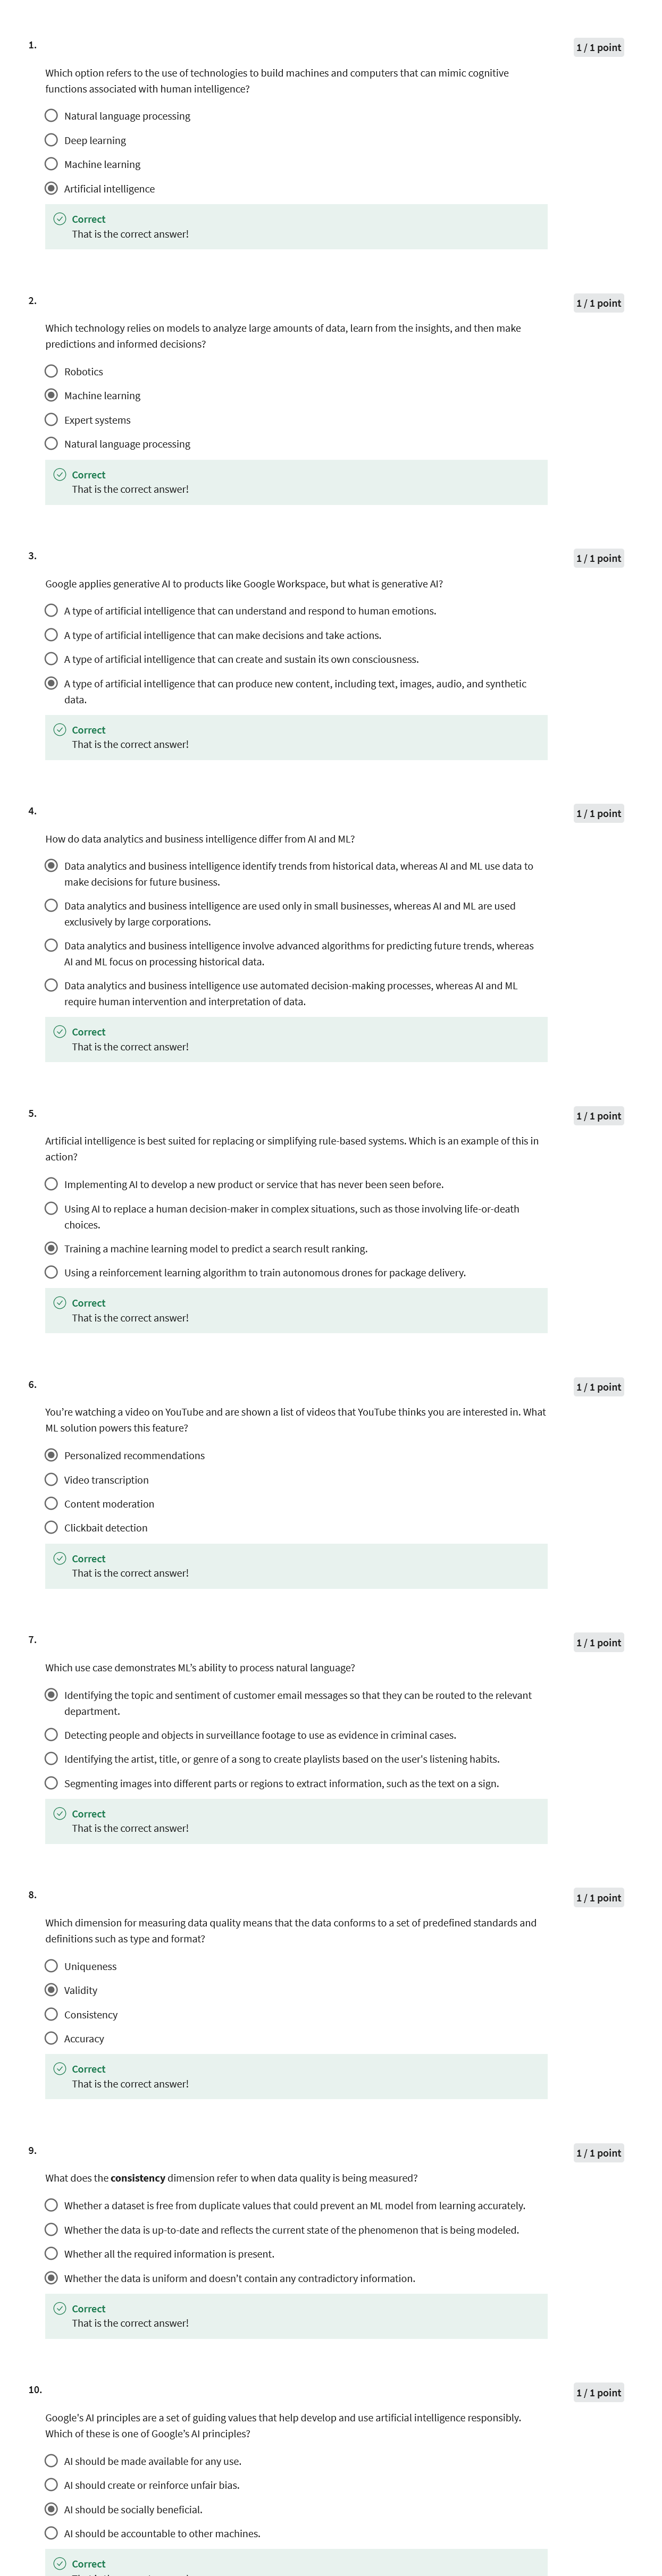 1.
1 / 1 point
Which option refers to the use of technologies to build machines and computers that can mimic cognitive
functions associated with human intelligence?
Natural language processing
Deep learning
Machine learning
Artificial intelligence
Correct
That is the correct answer!
2.
1 / 1 point
Which technology relies on models to analyze large amounts of data, learn from the insights, and then make
predictions and informed decisions?
Robotics
Machine learning
Expert systems
Natural language processing
Correct
That is the correct answer!
3.
1 / 1 point
Google applies generative AI to products like Google Workspace, but what is generative AI?
A type of artificial intelligence that can understand and respond to human emotions.
A type of artificial intelligence that can make decisions and take actions.
A type of artificial intelligence that can create and sustain its own consciousness.
A type of artificial intelligence that can produce new content, including text, images, audio, and synthetic
data.
Correct
That is the correct answer!
4.
1 / 1 point
How do data analytics and business intelligence differ from AI and ML?
Data analytics and business intelligence identify trends from historical data, whereas AI and ML use data to
make decisions for future business.
Data analytics and business intelligence are used only in small businesses, whereas AI and ML are used
exclusively by large corporations.
Data analytics and business intelligence involve advanced algorithms for predicting future trends, whereas
AI and ML focus on processing historical data.
Data analytics and business intelligence use automated decision-making processes, whereas AI and ML
require human intervention and interpretation of data.
Correct
That is the correct answer!
5.
1 / 1 point
Artificial intelligence is best suited for replacing or simplifying rule-based systems. Which is an example of this in
action?
Implementing AI to develop a new product or service that has never been seen before.
Using AI to replace a human decision-maker in complex situations, such as those involving life-or-death
choices.
Training a machine learning model to predict a search result ranking.
Using a reinforcement learning algorithm to train autonomous drones for package delivery.
Correct
That is the correct answer!
6.
1 / 1 point
You're watching a video on YouTube and are shown a list of videos that YouTube thinks you are interested in. What
ML solution powers this feature?
Personalized recommendations
Video transcription
Content moderation
Clickbait detection
Correct
That is the correct answer!
7.
1 / 1 point
Which use case demonstrates ML's ability to process natural language?
Identifying the topic and sentiment of customer email messages so that they can be routed to the relevant
department.
Detecting people and objects in surveillance footage to use as evidence in criminal cases.
Identifying the artist, title, or genre of a song to create playlists based on the user's listening habits.
Segmenting images into different parts or regions to extract information, such as the text on a sign.
Correct
That is the correct answer!
8.
1 / 1 point
Which dimension for measuring data quality means that the data conforms to a set of predefined standards and
definitions such as type and format?
Uniqueness
Validity
Consistency
Accuracy
Correct
That is the correct answer!
9.
1 / 1 point
What does the consistency dimension refer to when data quality is being measured?
Whether a dataset is free from duplicate values that could prevent an ML model from learning accurately.
Whether the data is up-to-date and reflects the current state of the phenomenon that is being modeled.
Whether all the required information is present.
Whether the data is uniform and doesn't contain any contradictory information.
Correct
That is the correct answer!
10.
1 / 1 point
Google's AI principles are a set of guiding values that help develop and use artificial intelligence responsibly.
Which of these is one of Google's AI principles?
AI should be made available for any use.
AI should create or reinforce unfair bias.
AI should be socially beneficial.
AI should be accountable to other machines.
Correct